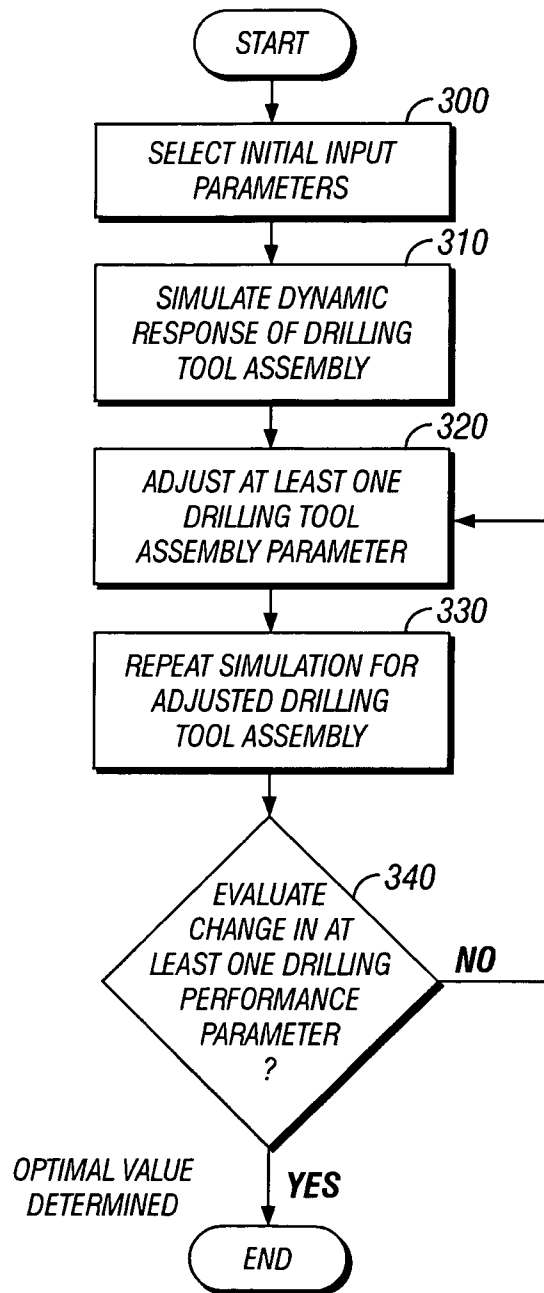 START
300
SELECT INITIAL INPUT
PARAMETERS
310
SIMULATE DYNAMIC
RESPONSE OF DRILLING
TOOL ASSEMBLY
320
ADJUST AT LEAST ONE
DRILLING TOOL
ASSEMBLY PARAMETER
330
REPEAT SIMULATION FOR
ADJUSTED DRILLING
TOOL ASSEMBLY
340
EVALUATE
CHANGE IN AT
LEAST ONE DRILLING
PERFORMANCE
PARAMETER
?
NO
OPTIMAL VALUE
DETERMINED
YES
END